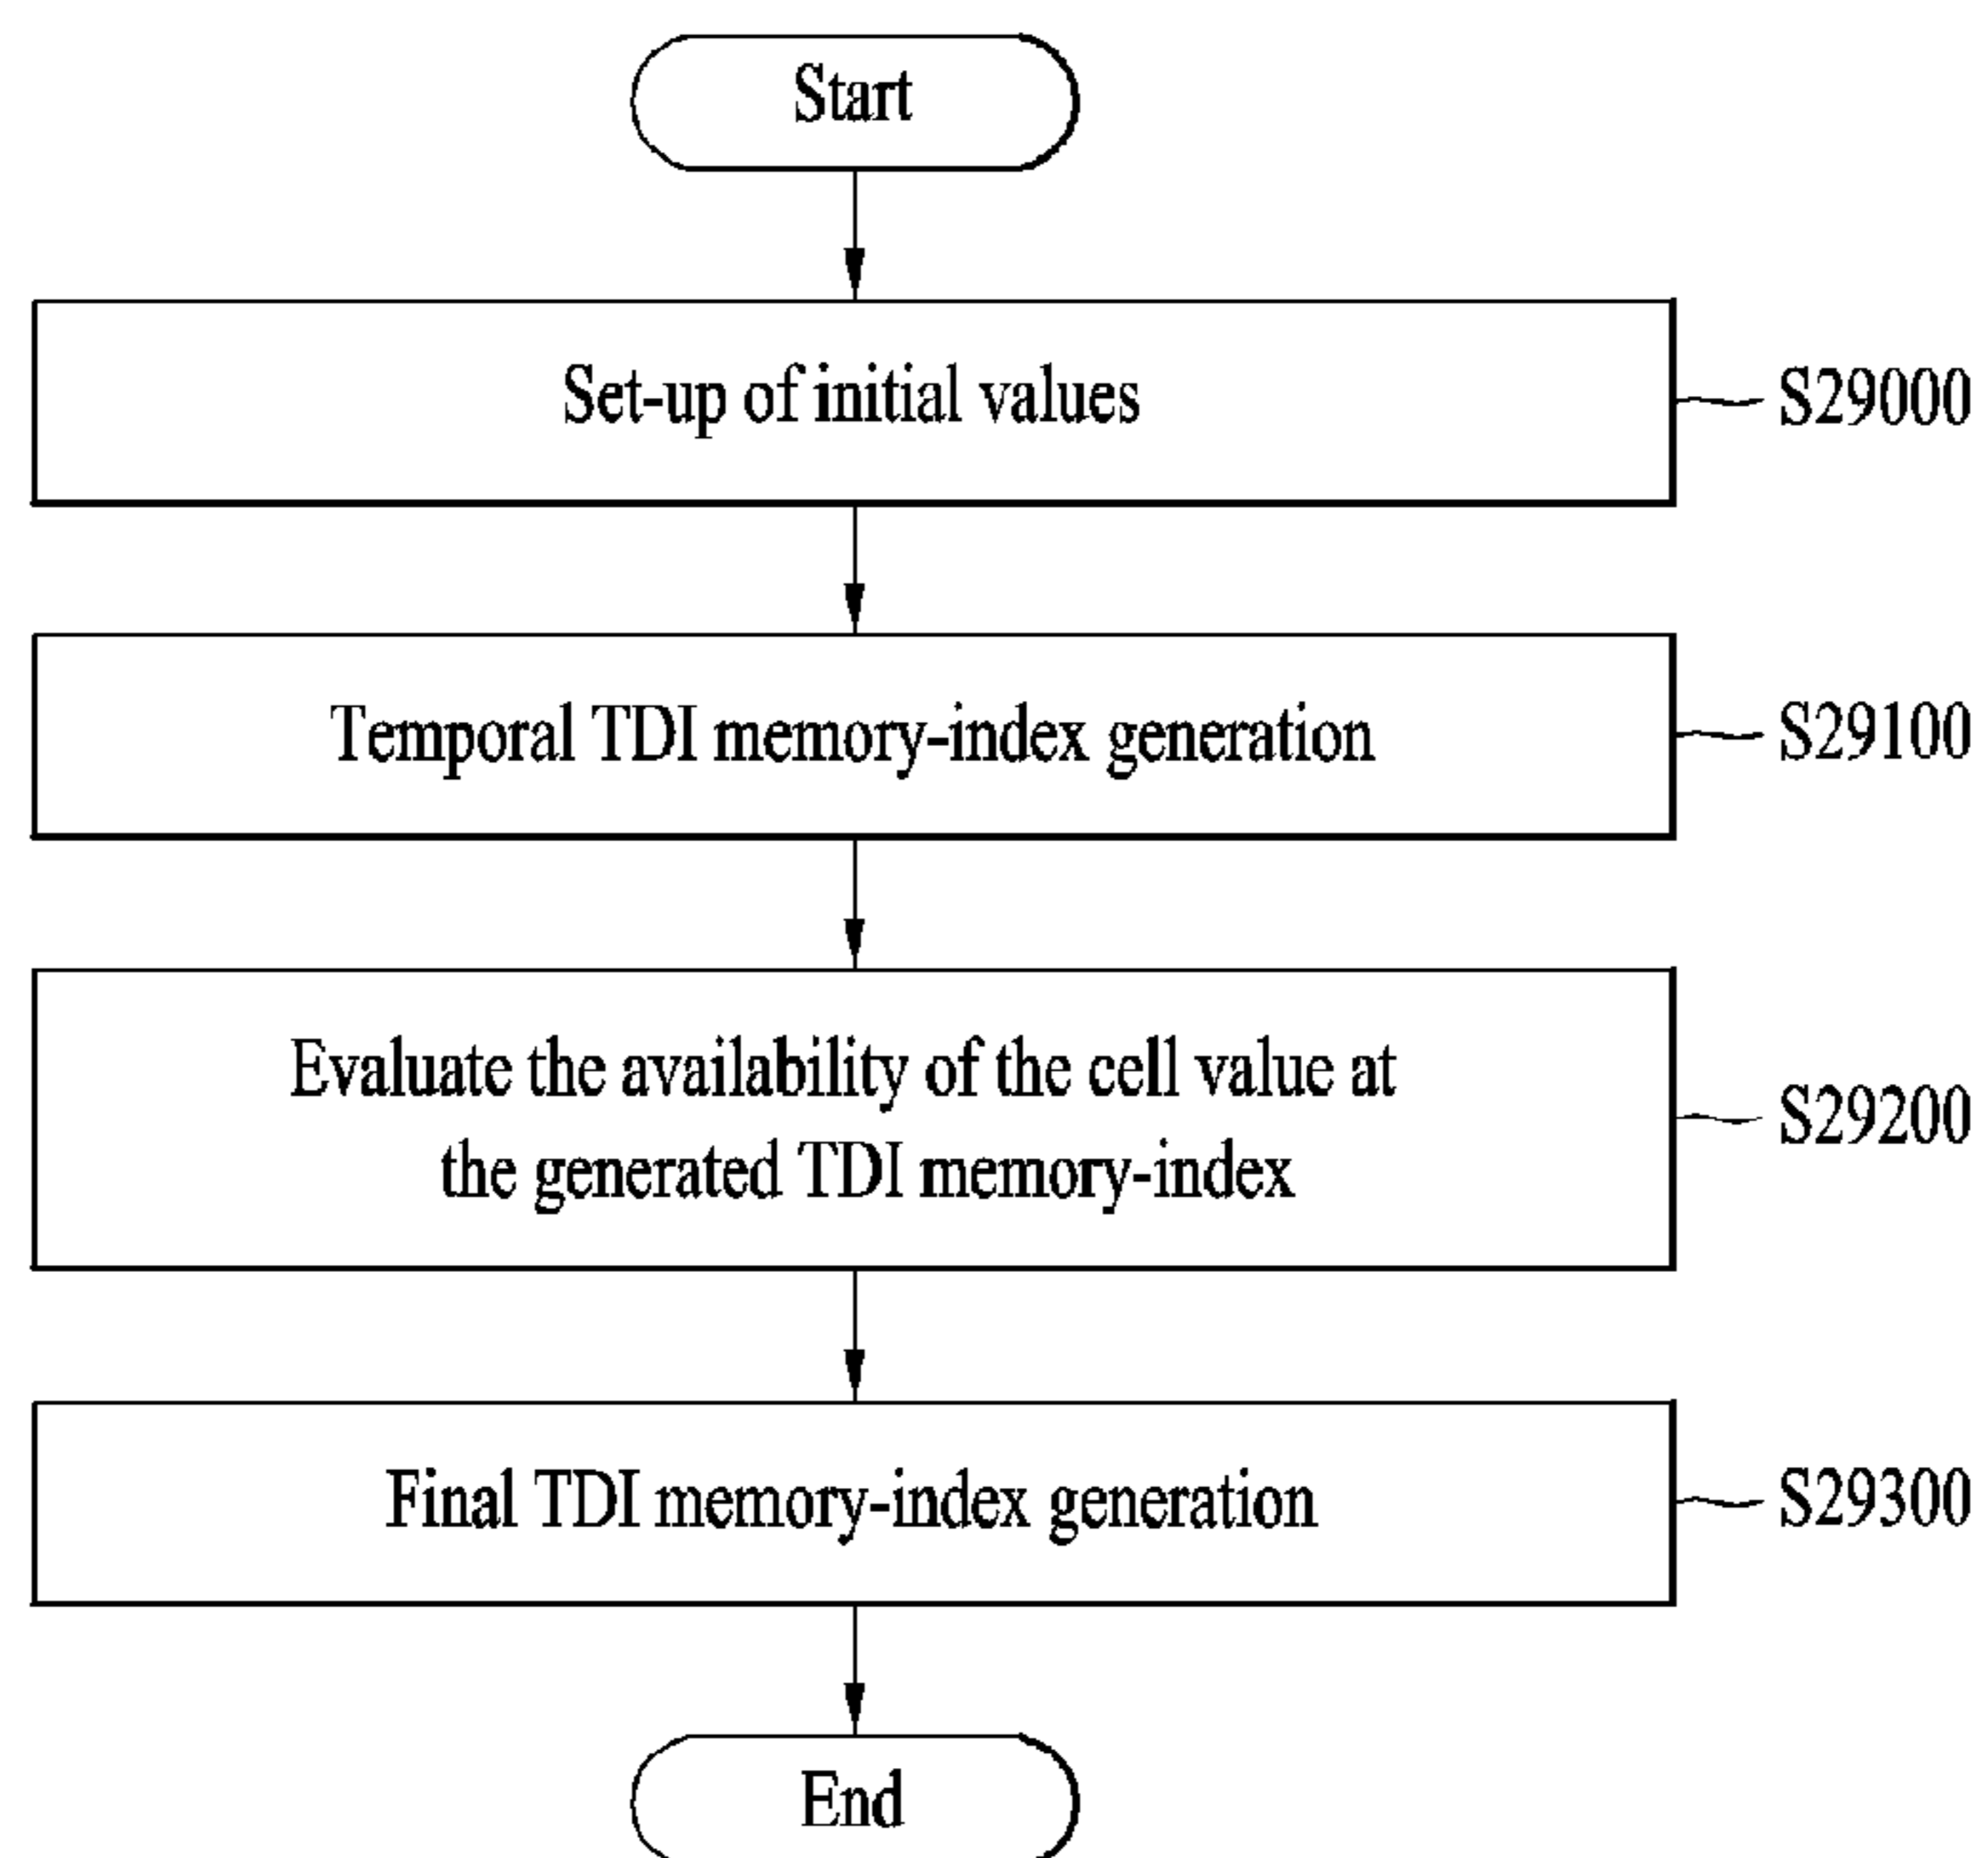 Start
Set-up of initial values
S29000
Temporal TDI memory-index generation
S29100
Evaluate the availability of the cell value at
the generated TDI memory-index
S29200
Final TDI memory-index generation
S29300
End